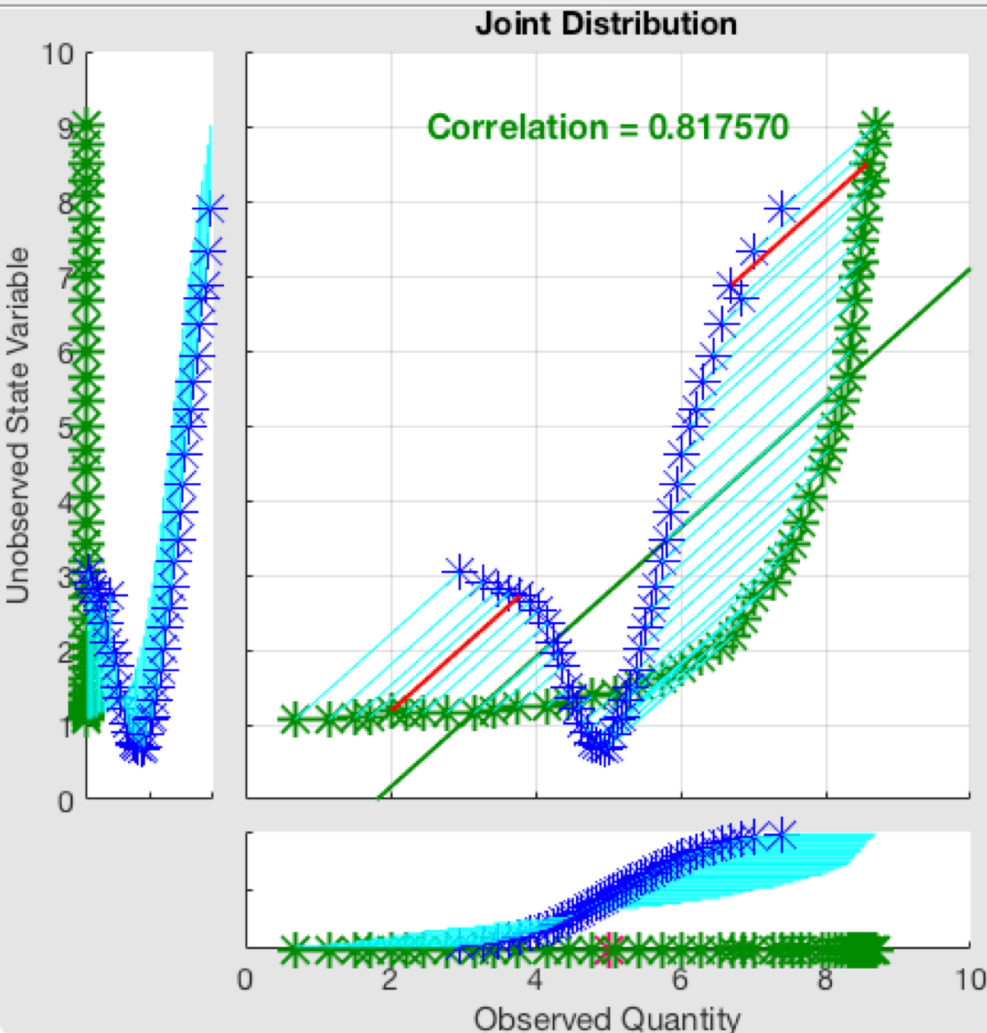 Joint Distribution
Correlation = 0.817570
Unobserved State Variable
10
9
8
7
6
5
4
3
2
1
0
0 2 4 6 8 10
Observed Quantity